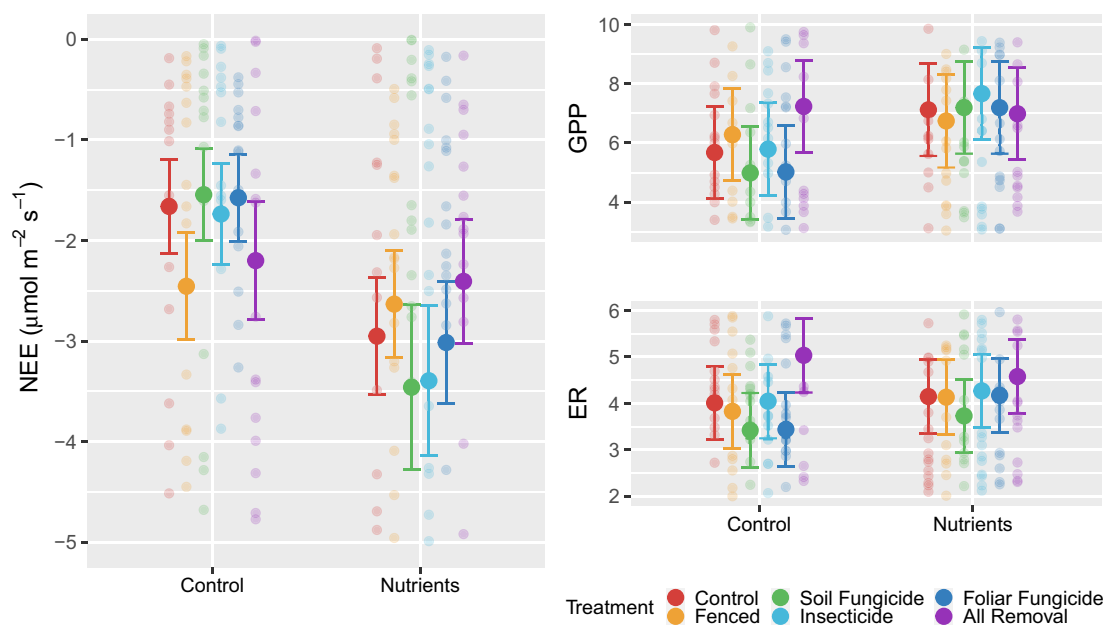 NEE (μmol m⁻² s⁻¹)
0
−1
−2
−3
−4
−5
Control
Nutrients
GPP
10
8
6
4
ER
6
5
4
3
2
Control
Nutrients
Treatment
Control
Soil Fungicide
Foliar Fungicide
Fenced
Insecticide
All Removal